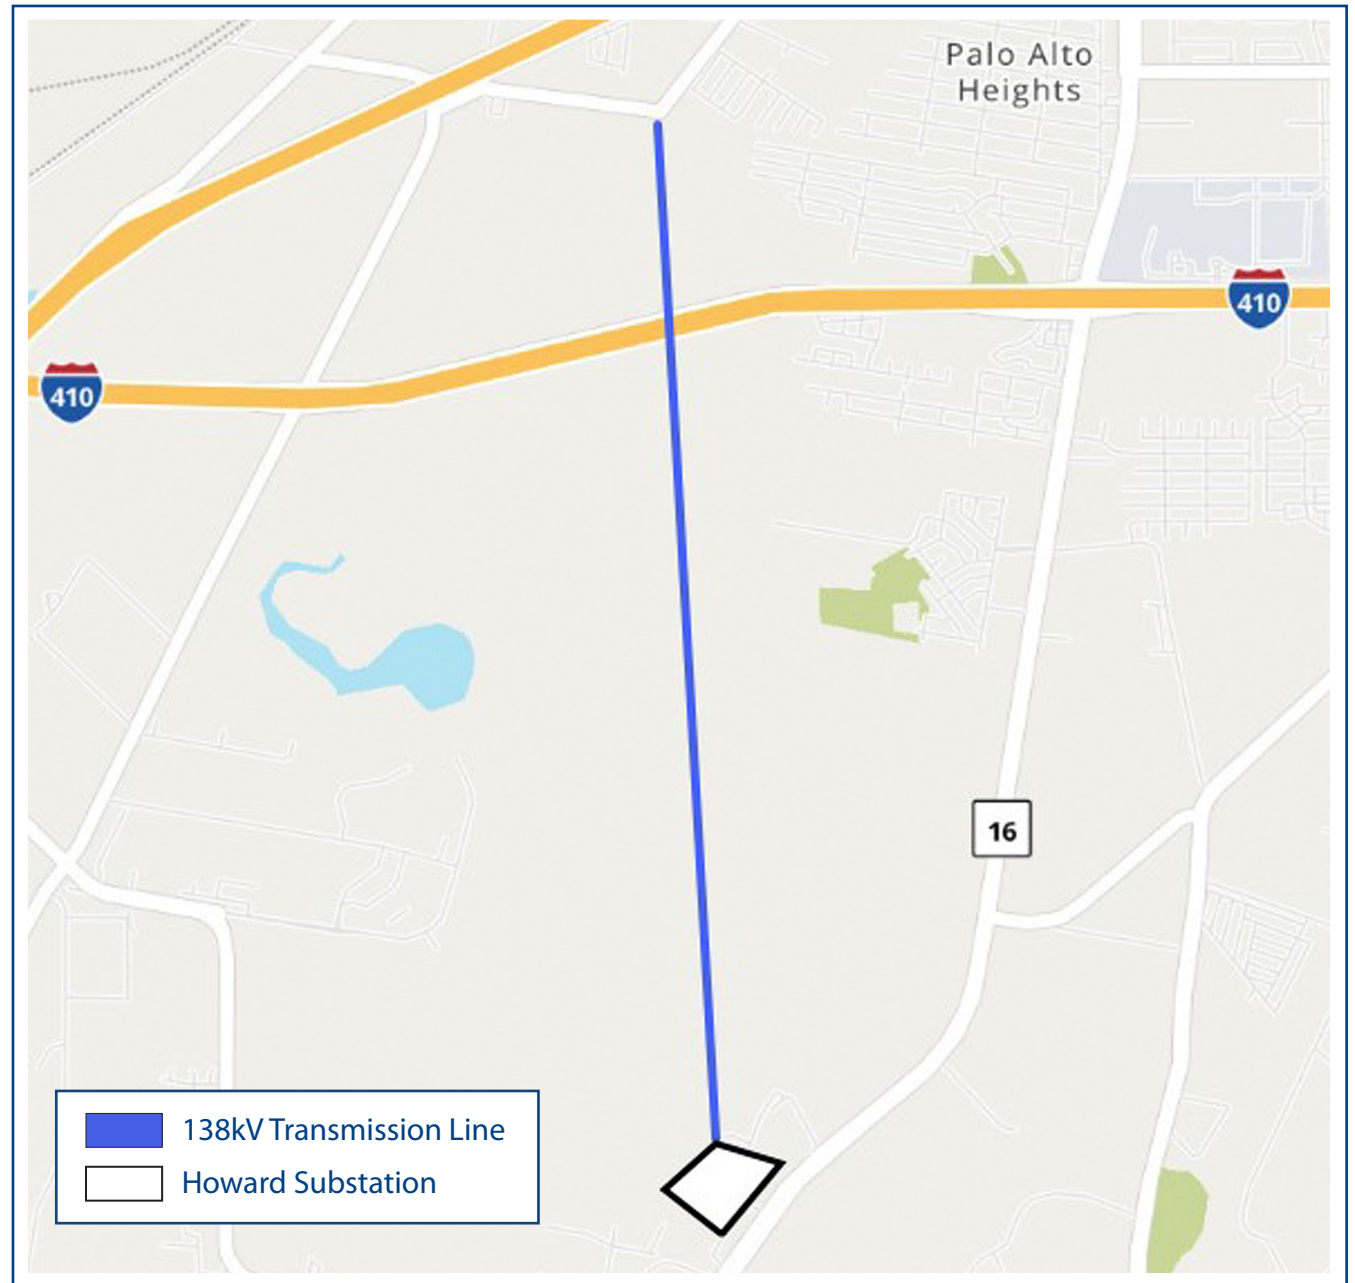 Palo Alto
Heights
410
410
16
138kV Transmission Line
Howard Substation